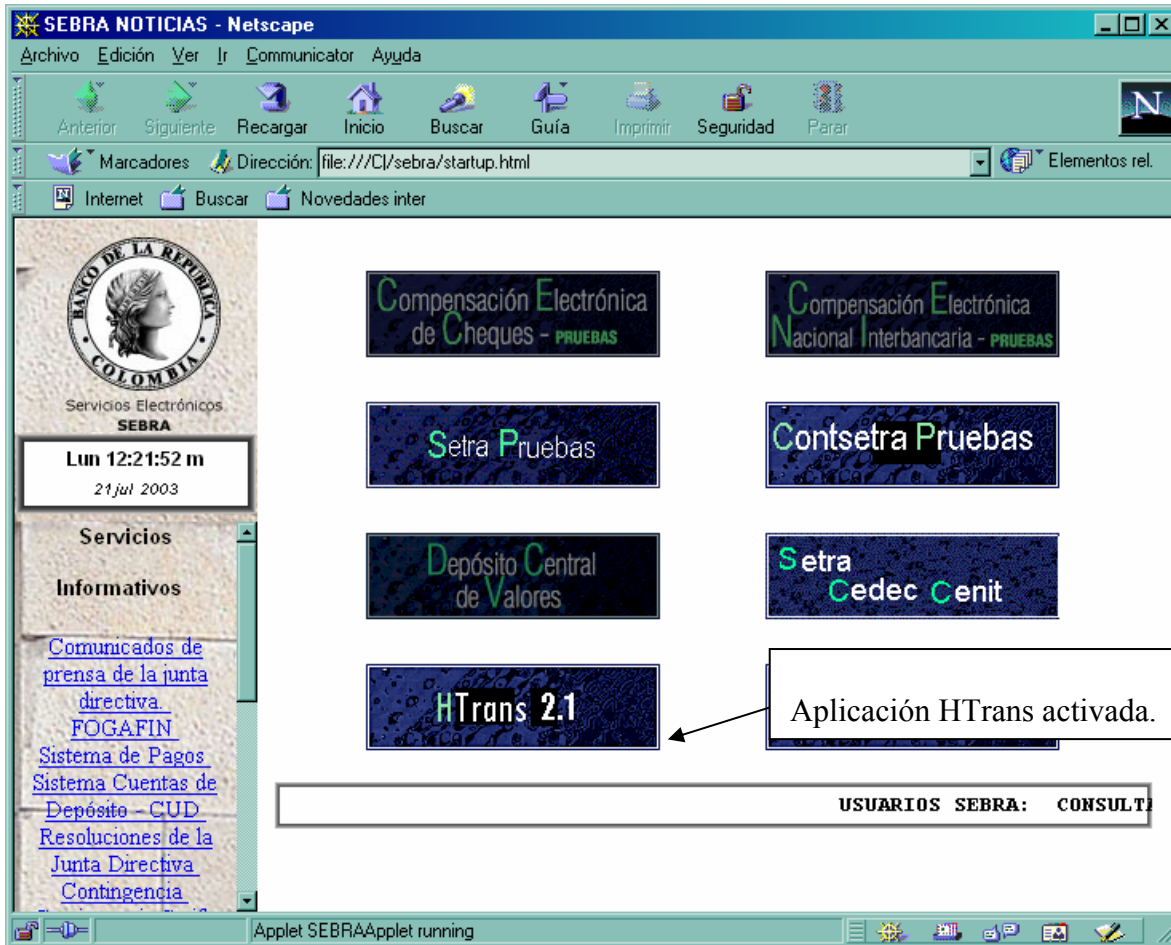 SEBRA NOTICIAS - Netscape
Archivo Edición Ver Ir Communicator Ayuda
Anterior Siguiente Recargar Inicio Buscar Guía Imprimir Seguridad Parar
N
Marcadores Dirección: file:///C|/sebra/startup.html Elementos rel.
Internet Buscar Novedades inter
BANCO DE LA REPUBLICA
COLOMBIA
Servicios Electrónicos
SEBRA
Lun 12:21:52 m
21 jul 2003
Servicios
Informativos
Comunicados de
prensa de la junta
directiva.
FOGAFIN
Sistema de Pagos
Sistema Cuentas de
Depósito - CUD
Resoluciones de la
Junta Directiva
Contingencia
Compensación Electrónica
de Cheques - PRUEBAS
Compensación Electrónica
Nacional Interbancaria - PRUEBAS
Setra Pruebas
Contsetra Pruebas
Depósito Central
de Valores
Setra
Cedec Cenit
HTrans 2.1
Aplicación HTrans activada.
USUARIOS SEBRA: CONSULTA
Applet SEBRAApplet running